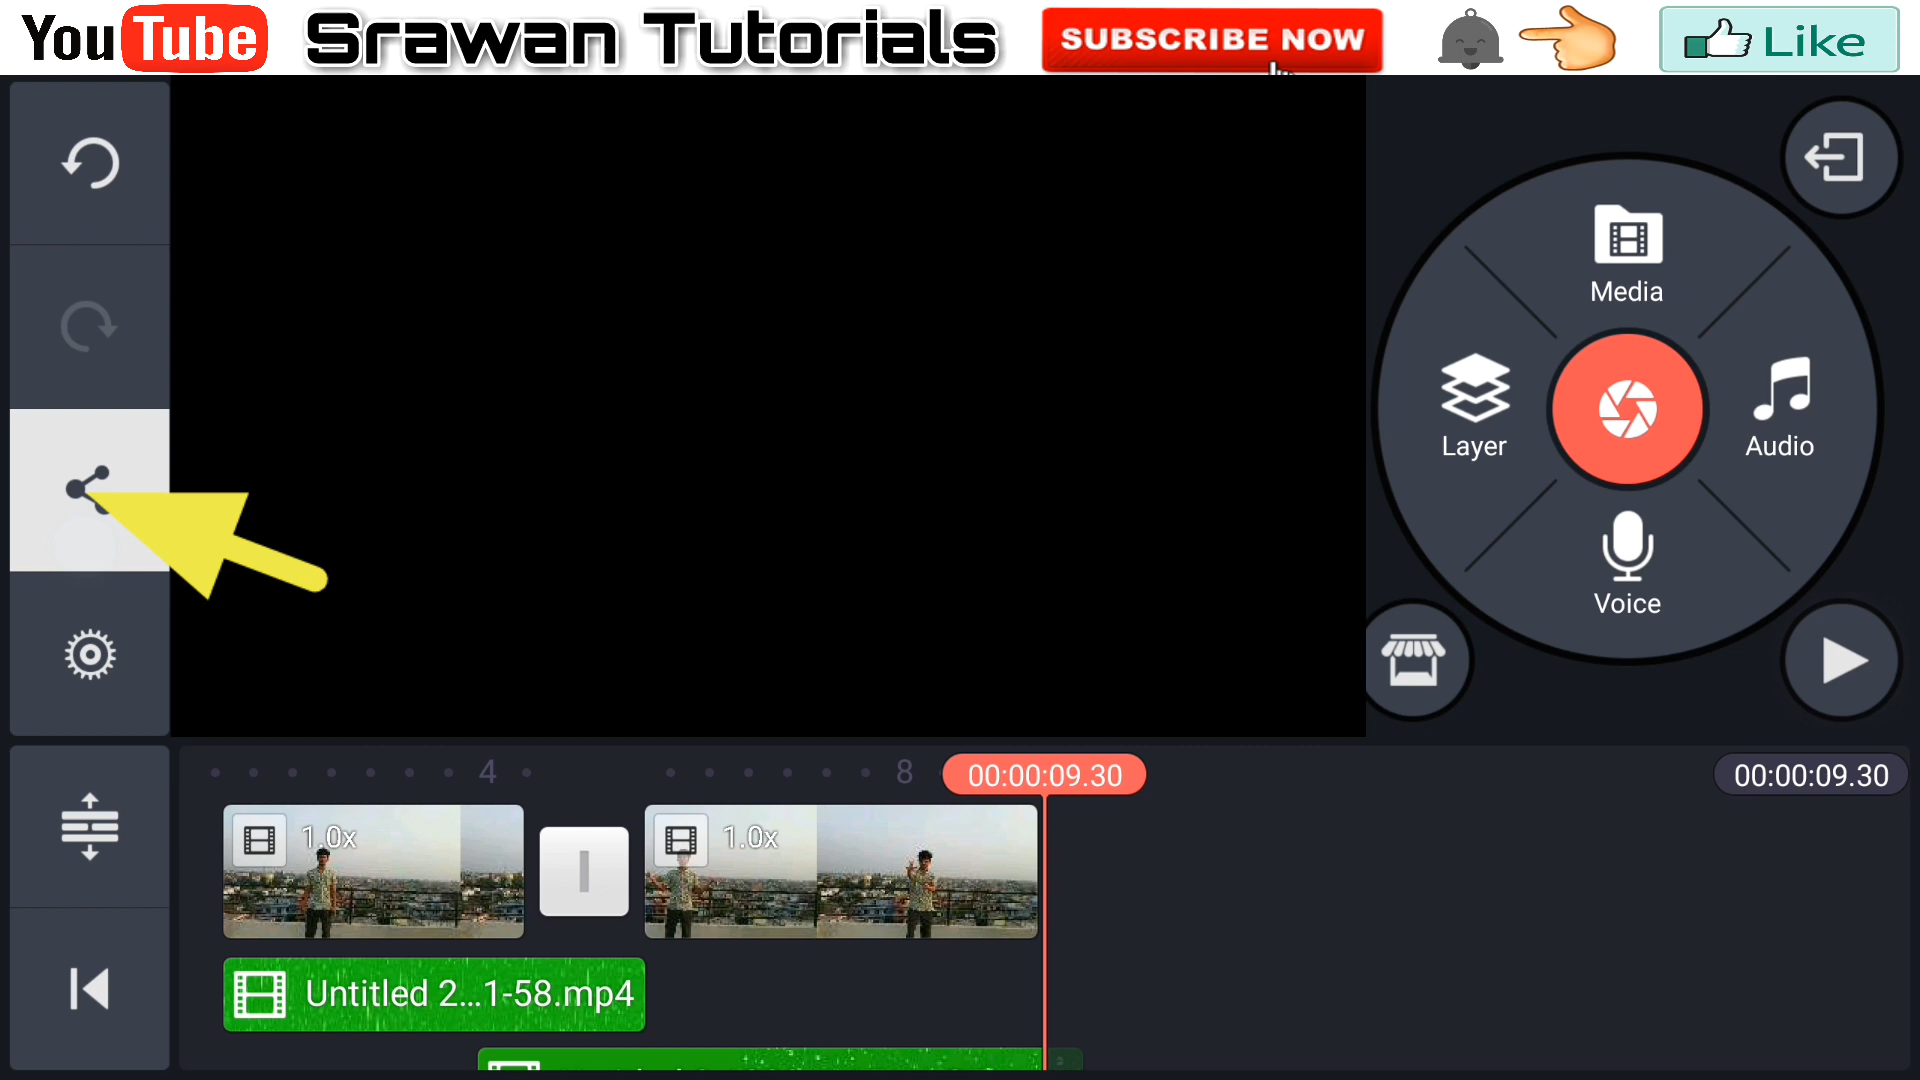 YouTube Srawan Tutorials SUBSCRIBE NOW Like
Media
Layer
Audio
Voice
4
8
00:00:09.30
00:00:09.30
1.0x
1.0x
Untitled 2...1-58.mp4